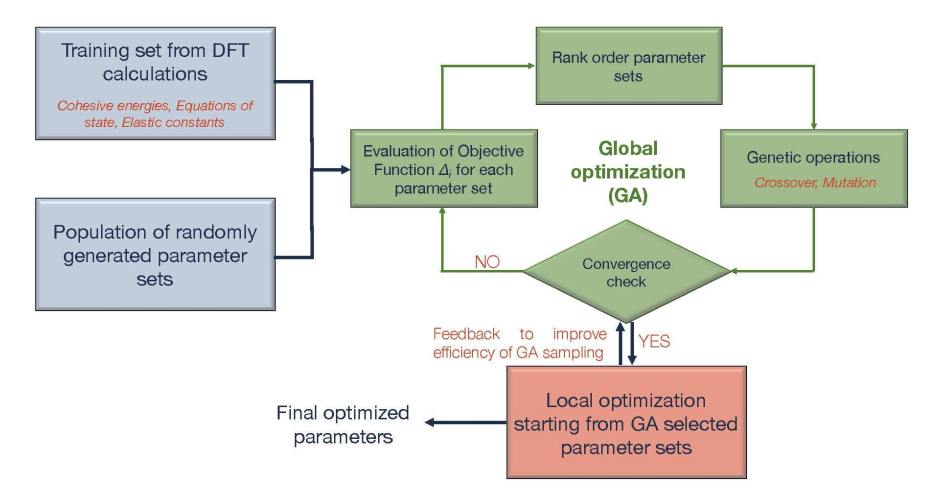 Training set from DFT
calculations
Cohesive energies, Equations of
state, Elastic constants
Population of randomly
generated parameter
sets
Evaluation of Objective
Function Δi for each
parameter set
Rank order parameter
sets
Global
optimization
(GA)
Genetic operations
Crossover, Mutation
Convergence
check
NO
YES
Feedback to improve
efficiency of GA sampling
Local optimization
starting from GA selected
parameter sets
Final optimized
parameters